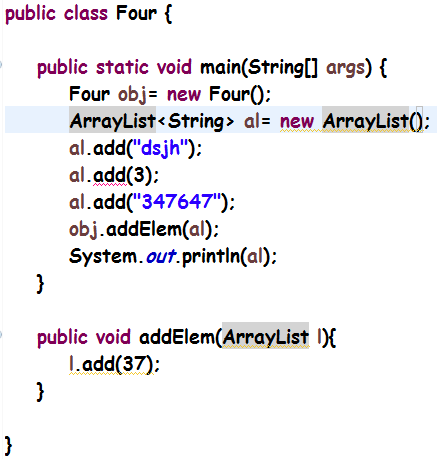 public class Four {
public static void main(String[] args) {
Four obj= new Four();
ArrayList<String> al= new ArrayList();
al.add("dsjh");
al.add(3);
al.add("347647");
obj.addElem(al);
System.out.println(al);
}
public void addElem(ArrayList l){
l.add(37);
}
}